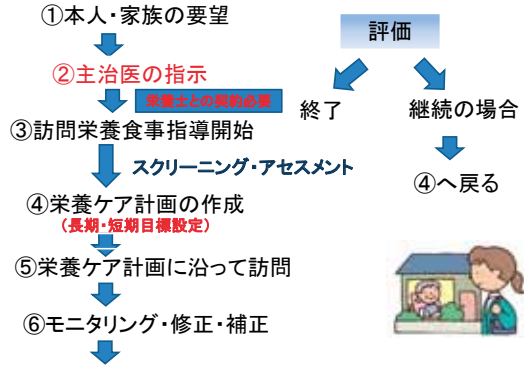 ①本人・家族の要望
②主治医の指示
栄養士との契約必要
③訪問栄養食事指導開始
スクリーニング・アセスメント
④栄養ケア計画の作成
(長期・短期目標設定)
⑤栄養ケア計画に沿って訪問
⑥モニタリング・修正・補正
評価
終了
継続の場合
④へ戻る